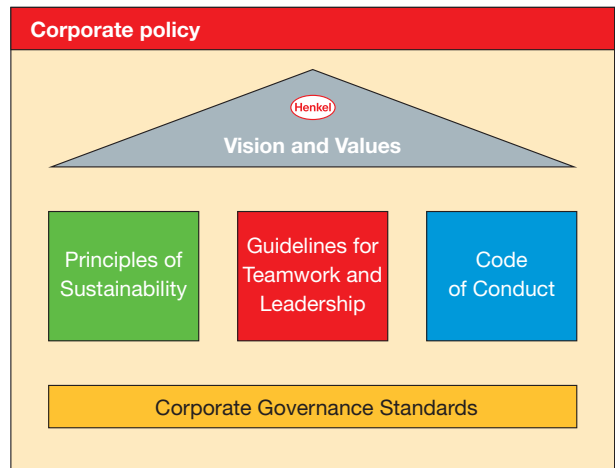 Corporate policy
Henkel
Vision and Values
Principles of
Sustainability
Guidelines for
Teamwork and
Leadership
Code
of Conduct
Corporate Governance Standards